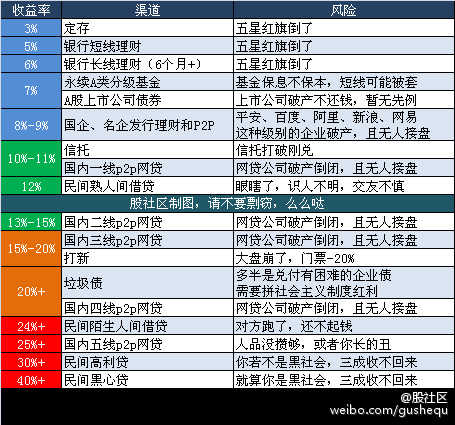 收益率 渠道 风险
3% 定存 五星红旗倒了
5% 银行短线理财 五星红旗倒了
6% 银行长线理财（6个月+） 五星红旗倒了
7% 永续A类分级基金 基金保息不保本，短线可能被套
A股上市公司债券 上市公司破产不还钱，暂无先例
8%-9% 国企、名企发行理财和P2P 平安、百度、阿里、新浪、网易
这种级别的企业破产，且无人接盘
10%-11% 信托 信托打破刚兑
国内一线p2p网贷 网贷公司破产倒闭，且无人接盘
12% 民间熟人间借贷 眼瞎了，识人不明，交友不慎
股社区制图，请不要剽窃，么么哒
13%-15% 国内二线p2p网贷 网贷公司破产倒闭，且无人接盘
15%-20% 国内三线p2p网贷 网贷公司破产倒闭，且无人接盘
打新 大盘崩了，门票-20%
20%+ 垃圾债 多半是兑付有困难的企业债
需要拼社会主义制度红利
国内四线p2p网贷 网贷公司破产倒闭，且无人接盘
24%+ 民间陌生人间借贷 对方跑了，还不起钱
25%+ 国内五线p2p网贷 人品没攒够，或者你长的丑
30%+ 民间高利贷 你若不是黑社会，三成收不回来
40%+ 民间黑心贷 就算你是黑社会，三成收不回来
@股社区
weibo.com/gushequ